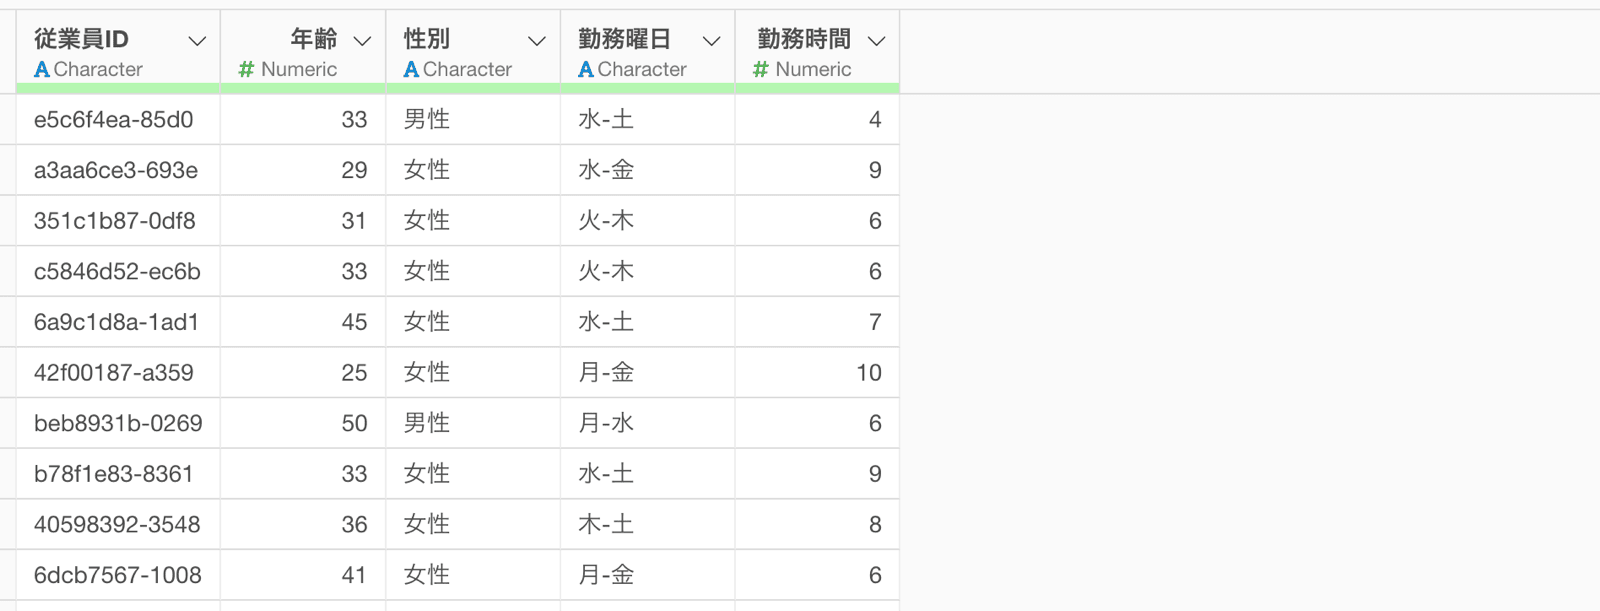 従業員ID 年齢 性別 勤務曜日 勤務時間
A Character # Numeric A Character A Character # Numeric
e5c6f4ea-85d0 33 男性 水-土 4
a3aa6ce3-693e 29 女性 水-金 9
351c1b87-0df8 31 女性 火-木 6
c5846d52-ec6b 33 女性 火-木 6
6a9c1d8a-1ad1 45 女性 水-土 7
42f00187-a359 25 女性 月-金 10
beb8931b-0269 50 男性 月-水 6
b78f1e83-8361 33 女性 水-土 9
40598392-3548 36 女性 木-土 8
6dcb7567-1008 41 女性 月-金 6